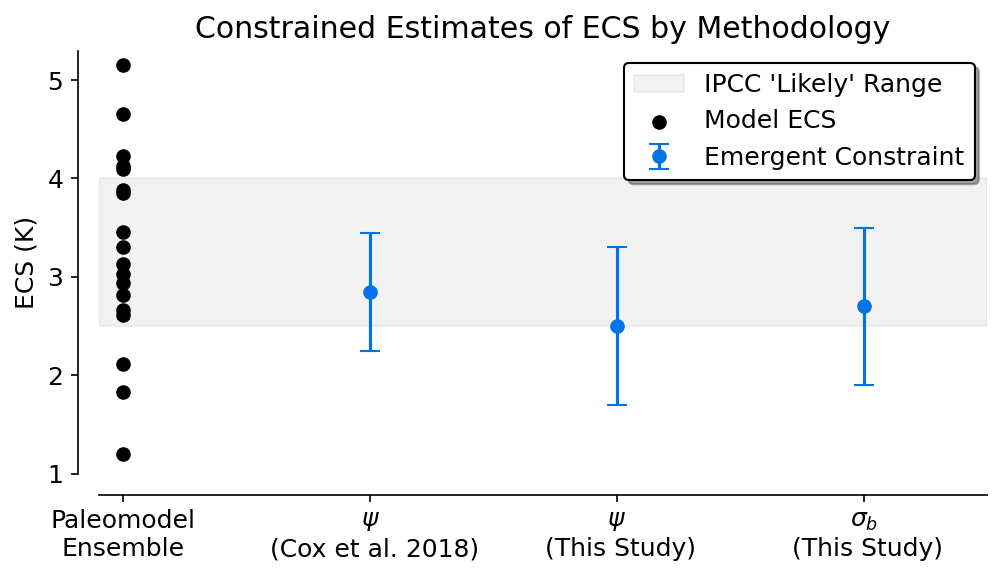 Constrained Estimates of ECS by Methodology
IPCC 'Likely' Range
Model ECS
Emergent Constraint
ECS (K)
5
4
3
2
1
Paleomodel
Ensemble
ψ
(Cox et al. 2018)
ψ
(This Study)
σ_b
(This Study)